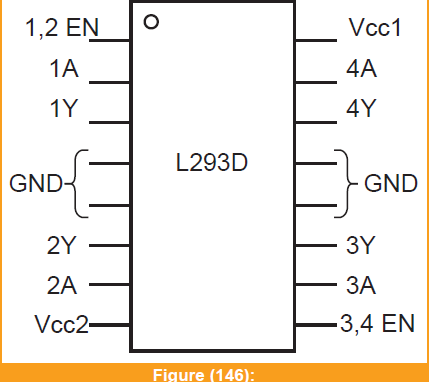 1,2 EN
1A
1Y
GND
2Y
2A
Vcc2
L293D
Vcc1
4A
4Y
GND
3Y
3A
3,4 EN
Figure (146):